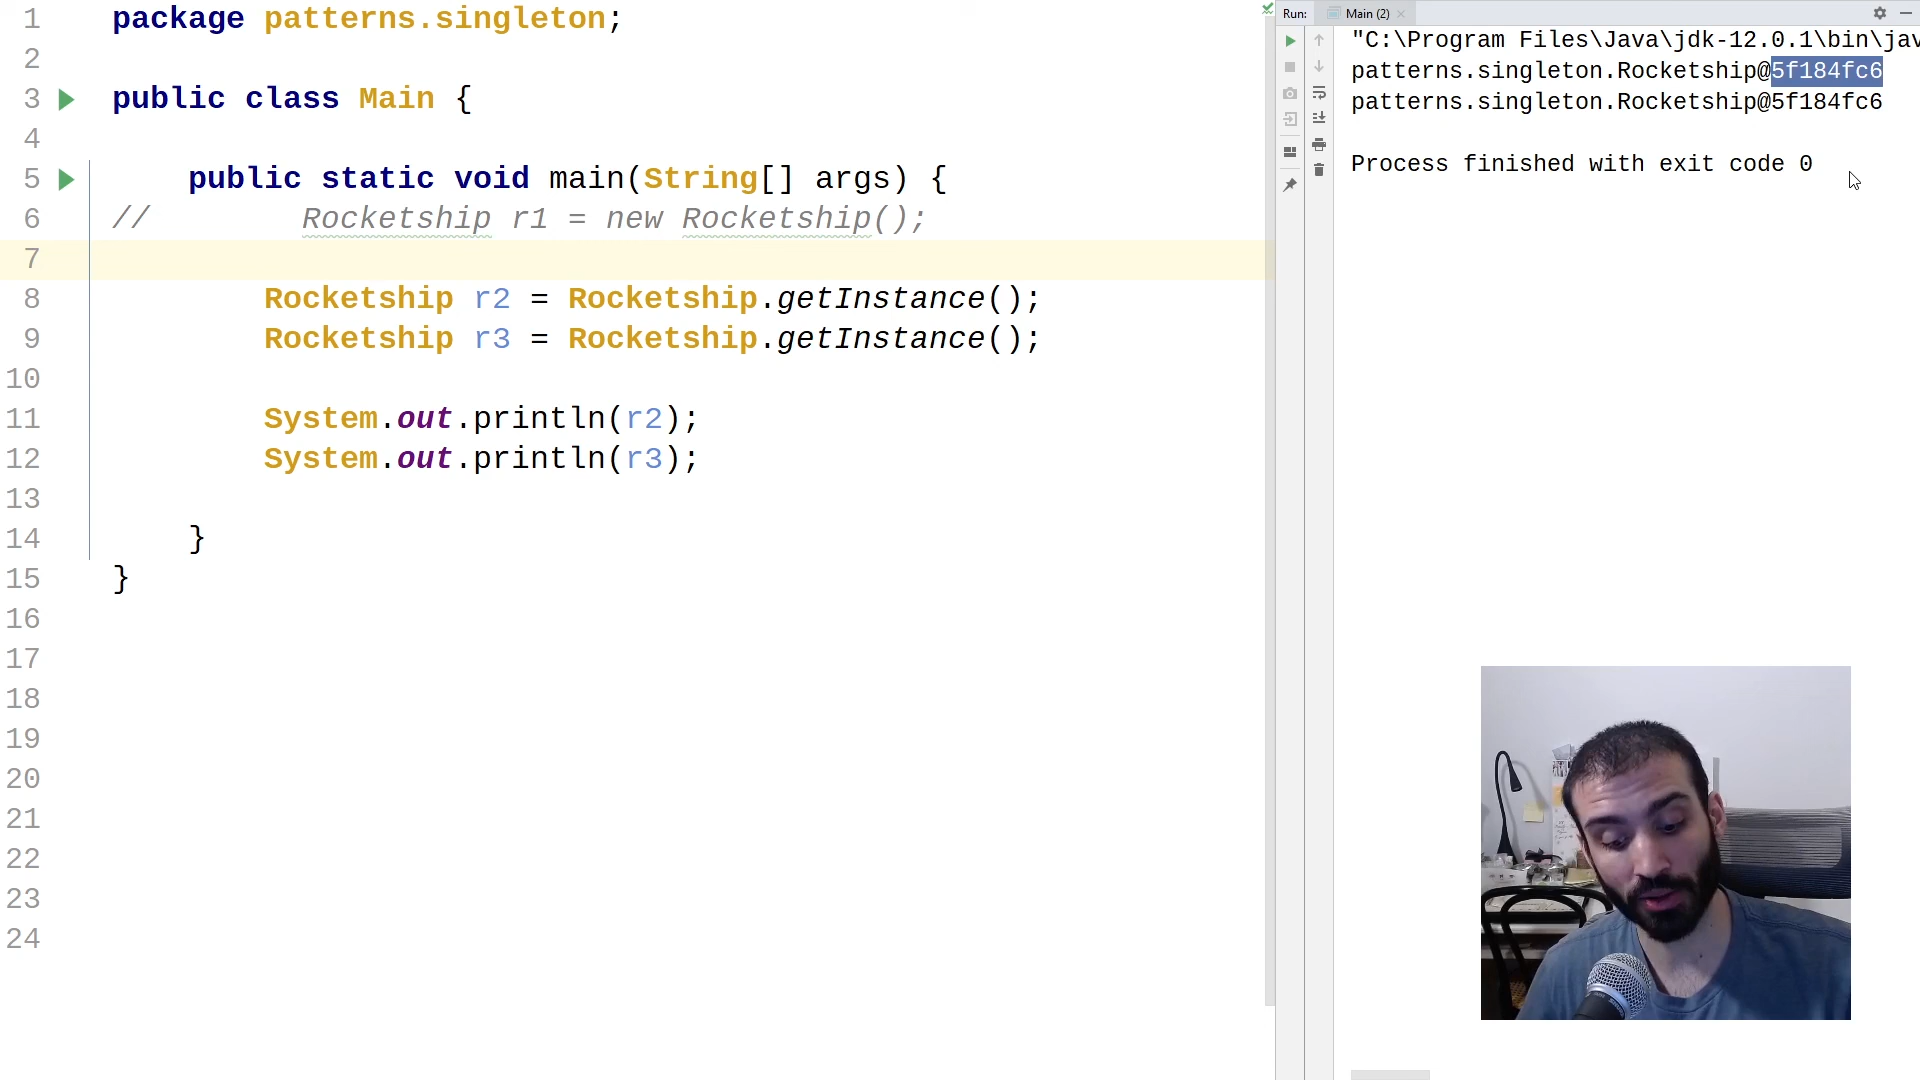 1 package patterns.singleton;
2
3 public class Main {
4
5 public static void main(String[] args) {
6 // Rocketship r1 = new Rocketship();
7
8 Rocketship r2 = Rocketship.getInstance();
9 Rocketship r3 = Rocketship.getInstance();
10
11 System.out.println(r2);
12 System.out.println(r3);
13
14 }
15 }
16
17
18
19
20
21
22
23
24
Run: Main (2)
"C:\Program Files\Java\jdk-12.0.1\bin\jav
patterns.singleton.Rocketship@5f184fc6
patterns.singleton.Rocketship@5f184fc6
Process finished with exit code 0